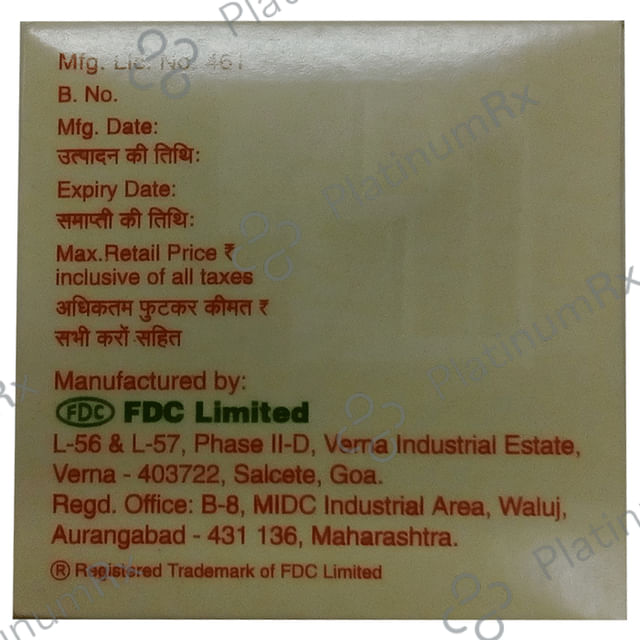 Mfg. Lic. No. 461
B. No.
Mfg. Date:
उत्पादन की तिथिः
Expiry Date:
समाप्ती की तिथिः
Max.Retail Price ₹
inclusive of all taxes
अधिकतम फुटकर कीमत ₹
सभी करों सहित
Manufactured by:
FDC FDC Limited
L-56 & L-57, Phase II-D, Verna Industrial Estate,
Verna - 403722, Salcete, Goa.
Regd. Office: B-8, MIDC Industrial Area, Waluj,
Aurangabad - 431 136, Maharashtra.
® Registered Trademark of FDC Limited
PlatinumRx
PlatinumRx
PlatinumRx